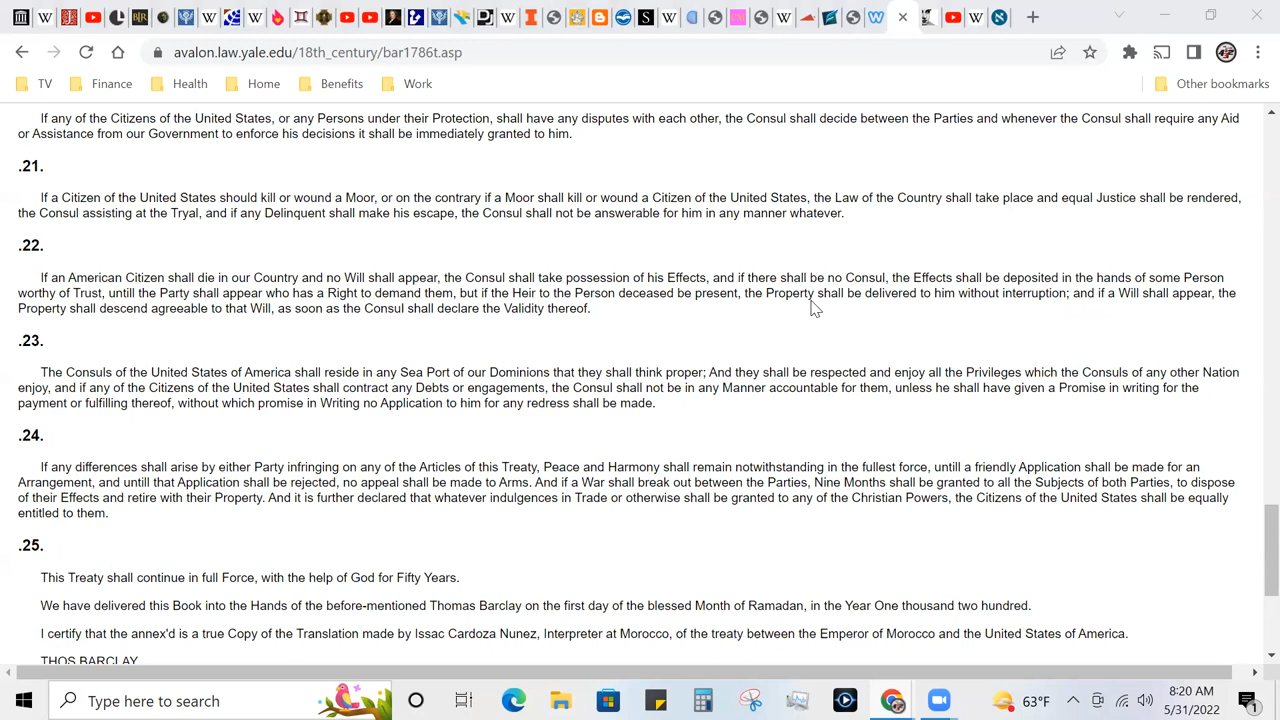 avalon.law.yale.edu/18th_century/bar1786t.asp
TV Finance Health Home Benefits Work Other bookmarks
If any of the Citizens of the United States, or any Persons under their Protection, shall have any disputes with each other, the Consul shall decide between the Parties and whenever the Consul shall require any Aid
or Assistance from our Government to enforce his decisions it shall be immediately granted to him.
.21.
If a Citizen of the United States should kill or wound a Moor, or on the contrary if a Moor shall kill or wound a Citizen of the United States, the Law of the Country shall take place and equal Justice shall be rendered,
the Consul assisting at the Tryal, and if any Delinquent shall make his escape, the Consul shall not be answerable for him in any manner whatever.
.22.
If an American Citizen shall die in our Country and no Will shall appear, the Consul shall take possession of his Effects, and if there shall be no Consul, the Effects shall be deposited in the hands of some Person
worthy of Trust, untill the Party shall appear who has a Right to demand them, but if the Heir to the Person deceased be present, the Property shall be delivered to him without interruption; and if a Will shall appear, the
Property shall descend agreeable to that Will, as soon as the Consul shall declare the Validity thereof.
.23.
The Consuls of the United States of America shall reside in any Sea Port of our Dominions that they shall think proper; And they shall be respected and enjoy all the Privileges which the Consuls of any other Nation
enjoy, and if any of the Citizens of the United States shall contract any Debts or engagements, the Consul shall not be in any Manner accountable for them, unless he shall have given a Promise in writing for the
payment or fulfilling thereof, without which promise in Writing no Application to him for any redress shall be made.
.24.
If any differences shall arise by either Party infringing on any of the Articles of this Treaty, Peace and Harmony shall remain notwithstanding in the fullest force, untill a friendly Application shall be made for an
Arrangement, and untill that Application shall be rejected, no appeal shall be made to Arms. And if a War shall break out between the Parties, Nine Months shall be granted to all the Subjects of both Parties, to dispose
of their Effects and retire with their Property. And it is further declared that whatever indulgences in Trade or otherwise shall be granted to any of the Christian Powers, the Citizens of the United States shall be equally
entitled to them.
.25.
This Treaty shall continue in full Force, with the help of God for Fifty Years.
We have delivered this Book into the Hands of the before-mentioned Thomas Barclay on the first day of the blessed Month of Ramadan, in the Year One thousand two hundred.
I certify that the annex'd is a true Copy of the Translation made by Issac Cardoza Nunez, Interpreter at Morocco, of the treaty between the Emperor of Morocco and the United States of America.
THOS BARCLAY
Type here to search
63°F
8:20 AM
5/31/2022